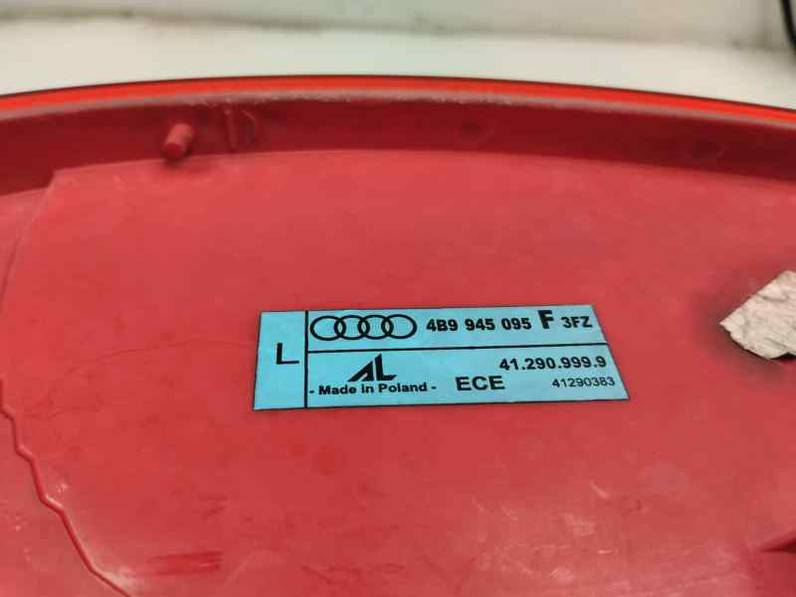 L
4B9 945 095 F 3FZ
41.290.999.9
AL
- Made in Poland - ECE 41290383